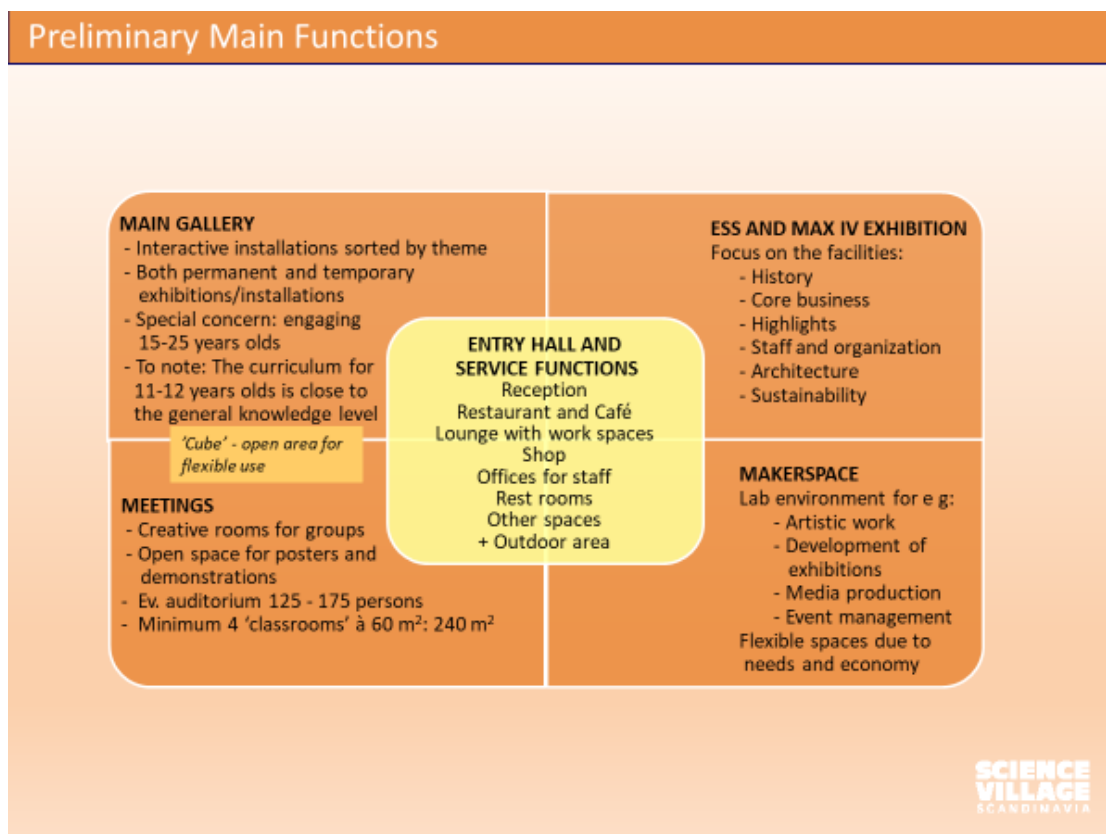 Preliminary Main Functions
MAIN GALLERY
- Interactive installations sorted by theme
- Both permanent and temporary
exhibitions/installations
- Special concern: engaging
15-25 years olds
- To note: The curriculum for
11-12 years olds is close to
the general knowledge level
'Cube' - open area for
flexible use
ESS AND MAX IV EXHIBITION
Focus on the facilities:
- History
- Core business
- Highlights
- Staff and organization
- Architecture
- Sustainability
ENTRY HALL AND
SERVICE FUNCTIONS
Reception
Restaurant and Café
Lounge with work spaces
Shop
Offices for staff
Rest rooms
Other spaces
+ Outdoor area
MEETINGS
- Creative rooms for groups
- Open space for posters and
demonstrations
- Ev. auditorium 125 - 175 persons
- Minimum 4 'classrooms' à 60 m²: 240 m²
MAKERSPACE
Lab environment for e g:
- Artistic work
- Development of
exhibitions
- Media production
- Event management
Flexible spaces due to
needs and economy
SCIENCE
VILLAGE
SCANDINAVIA